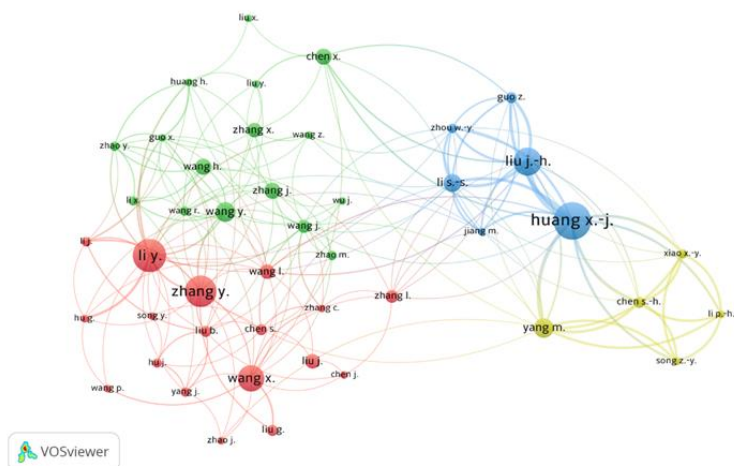 liu x.
chen x.
huang h.
liu y.
guo z.
zhang x.
wang z.
zhou w.-y.
guo x.
zhao y.
liu j.-h.
wang h.
li s.-s.
zhang j.
li x.
wu j.
wang r.
wang y.
huang x.-j.
wang j.
jiang m.
li j.
li y.
zhao m.
xiao x.-y.
wang l.
zhang y.
zhang l.
chen s.-h.
zhang c.
li p.-h.
hu g.
song y.
liu b.
chen s.
yang m.
song z.-y.
hu j.
liu j.
chen j.
wang x.
wang p.
yang j.
liu g.
zhao j.
VOSviewer